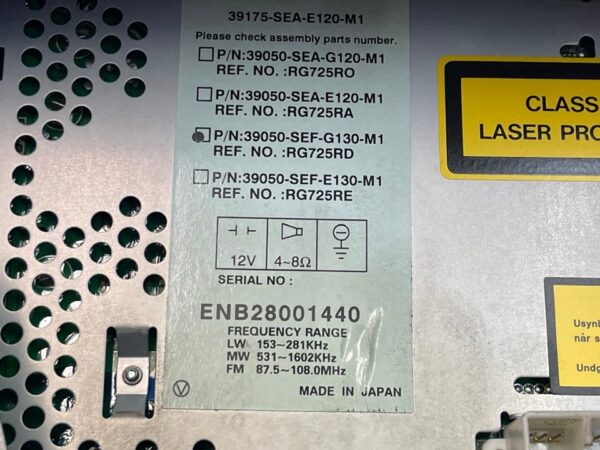 39175-SEA-E120-M1
Please check assembly parts number.
P/N:39050-SEA-G120-M1
REF. NO. :RG725RO
P/N:39050-SEA-E120-M1
REF. NO. :RG725RA
P/N:39050-SEF-G130-M1
REF. NO. :RG725RD
P/N:39050-SEF-E130-M1
REF. NO. :RG725RE
12V 4~8Ω
SERIAL NO :
ENB28001440
FREQUENCY RANGE
LW 153~281KHz
MW 531~1602KHz
FM 87.5~108.0MHz
V MADE IN JAPAN
CLASS
LASER PRO
Usynl
når s
Undg